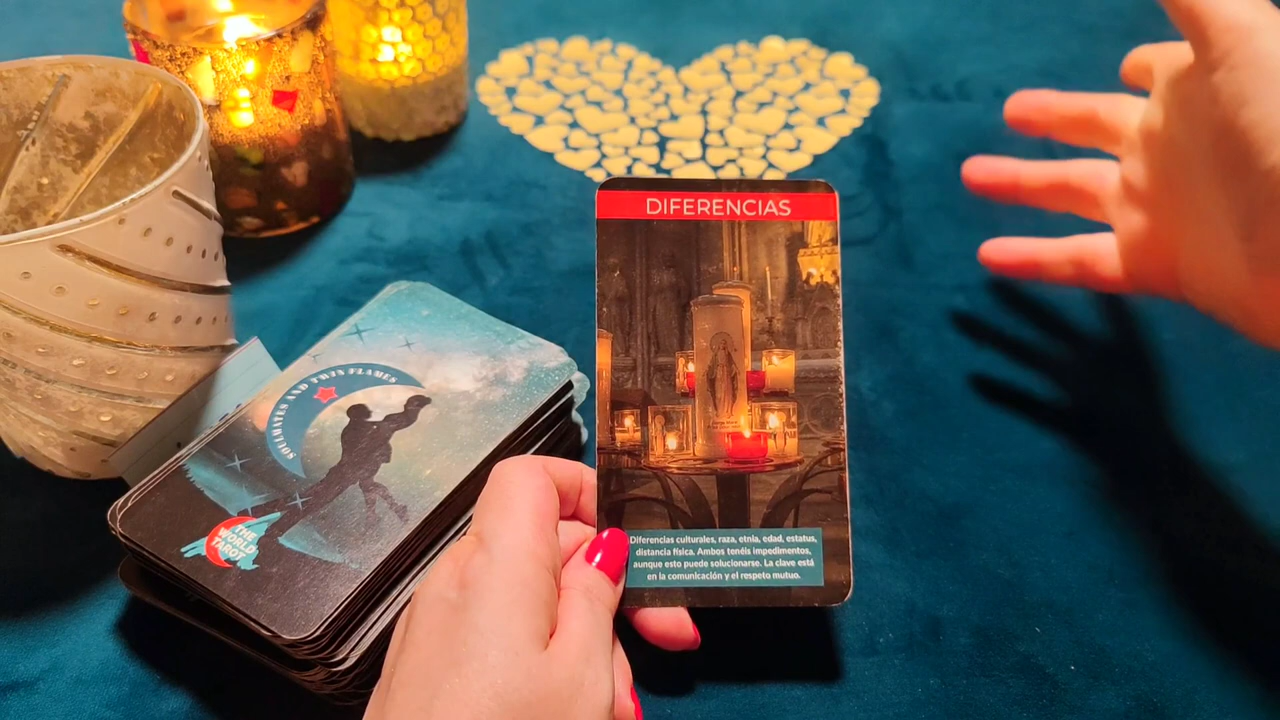 DIFERENCIAS
Diferencias culturales, raza, etnia, edad, estatus,
distancia física. Ambos tenéis impedimentos,
aunque esto puede solucionarse. La clave está
en la comunicación y el respeto mutuo.
SOULMATES AND TWIN FLAMES
THE
WORLD
TAROT